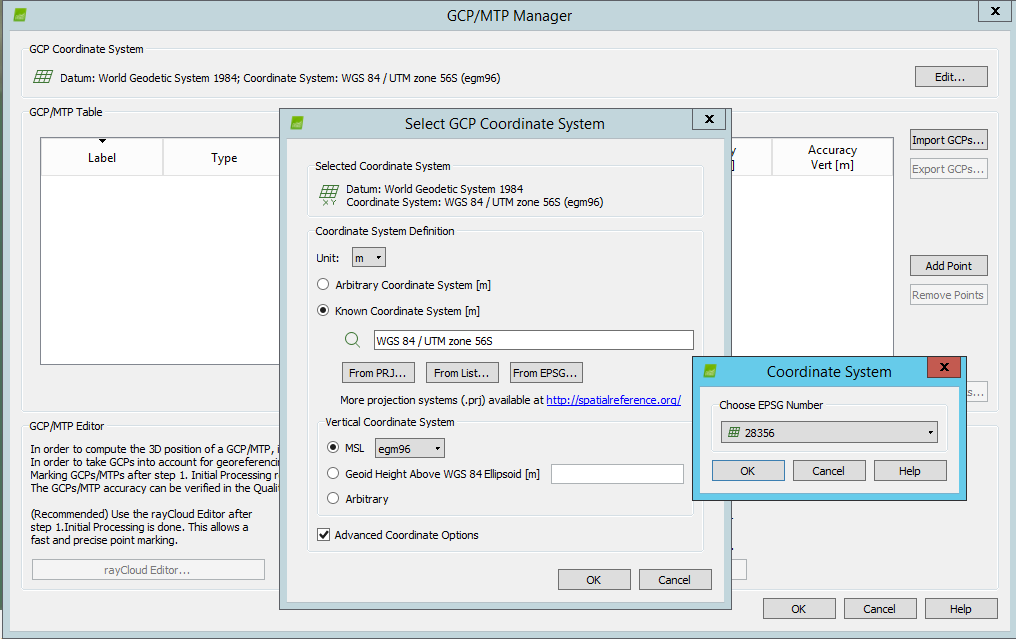 GCP/MTP Manager
GCP Coordinate System
Datum: World Geodetic System 1984; Coordinate System: WGS 84 / UTM zone 56S (egm96)
Edit...
GCP/MTP Table
Label
Type
Accuracy
Vert [m]
Import GCPs...
Export GCPs...
Add Point
Remove Points
GCP/MTP Editor
In order to compute the 3D position of a GCP/MTP,
In order to take GCPs into account for georeferencing
Marking GCPs/MTPs after step 1. Initial Processing
The GCPs/MTP accuracy can be verified in the
(Recommended) Use the rayCloud Editor after
step 1.Initial Processing is done. This allows a
fast and precise point marking.
rayCloud Editor...
OK
Cancel
Help
Select GCP Coordinate System
Selected Coordinate System
Datum: World Geodetic System 1984
Coordinate System: WGS 84 / UTM zone 56S (egm96)
X Y
Coordinate System Definition
Unit:
m
Arbitrary Coordinate System [m]
Known Coordinate System [m]
WGS 84 / UTM zone 56S
From PRJ...
From List...
From EPSG...
More projection systems (.prj) available at http://spatialreference.org/
Vertical Coordinate System
MSL
egm96
Geoid Height Above WGS 84 Ellipsoid [m]
Arbitrary
Advanced Coordinate Options
OK
Cancel
Coordinate System
Choose EPSG Number
28356
OK
Cancel
Help